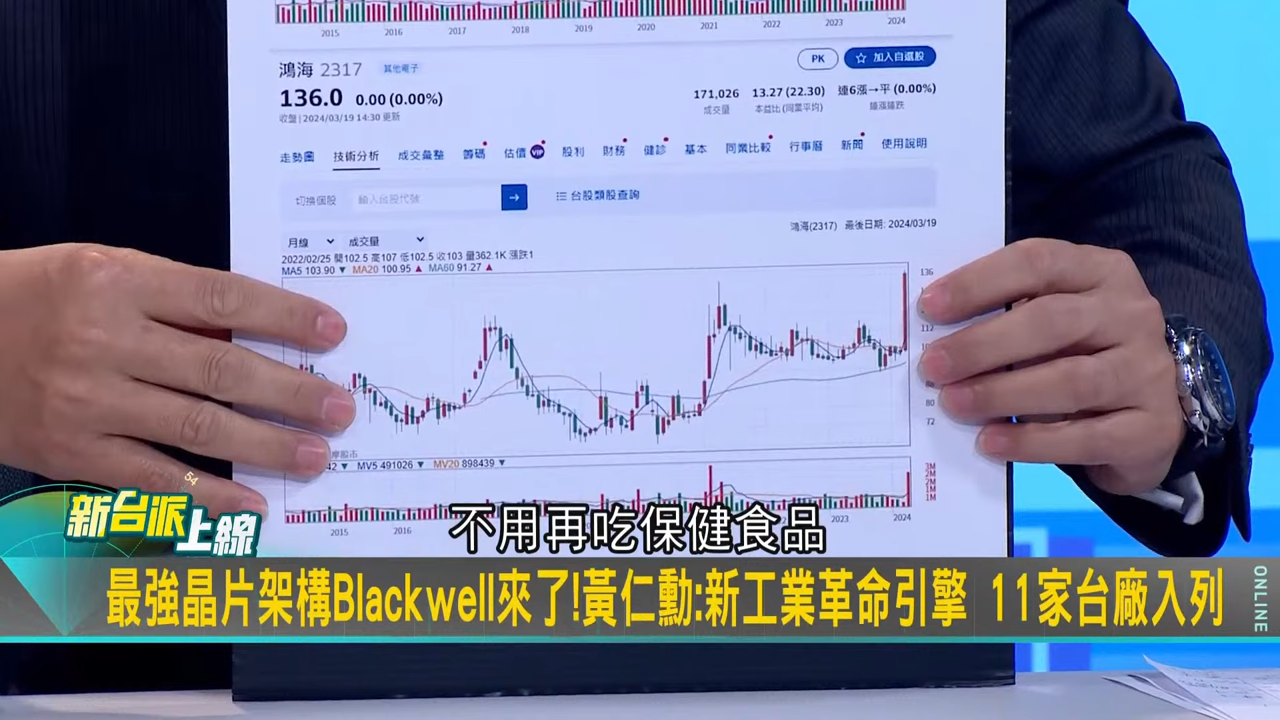 2015 2016 2017 2018 2019 2020 2021 2022 2023 2024
鴻海 2317 其他電子
PK ☆ 加入自選股
136.0 0.00 (0.00%)
收盤 | 2024/03/19 14:30 更新
171,026 13.27 (22.30) 連6漲→平 (0.00%)
成交量 本益比 (同業平均) 連漲連跌
走勢圖 技術分析 成交彙整 籌碼 估價 VIP 股利 財務 健診 基本 同業比較 行事曆 新聞 使用說明
切換個股 輸入台股代號 → 台股類股查詢
鴻海(2317) 最後日期: 2024/03/19
月線 成交量
2022/02/25 開102.5 高107 低102.5 收103 量362.1K 漲跌1
MA5 103.90 ▼ MA20 100.95 ▲ MA60 91.27 ▲
136
112
80
72
42 ▼ MV5 491026 ▼ MV20 898439 ▼
3M
2M
2M
1M
1M
2015 2016 2023 2024
54
新台派
上線
不用再吃保健食品
最強晶片架構Blackwell來了!黃仁勳:新工業革命引擎 11家台廠入列
ONLINE